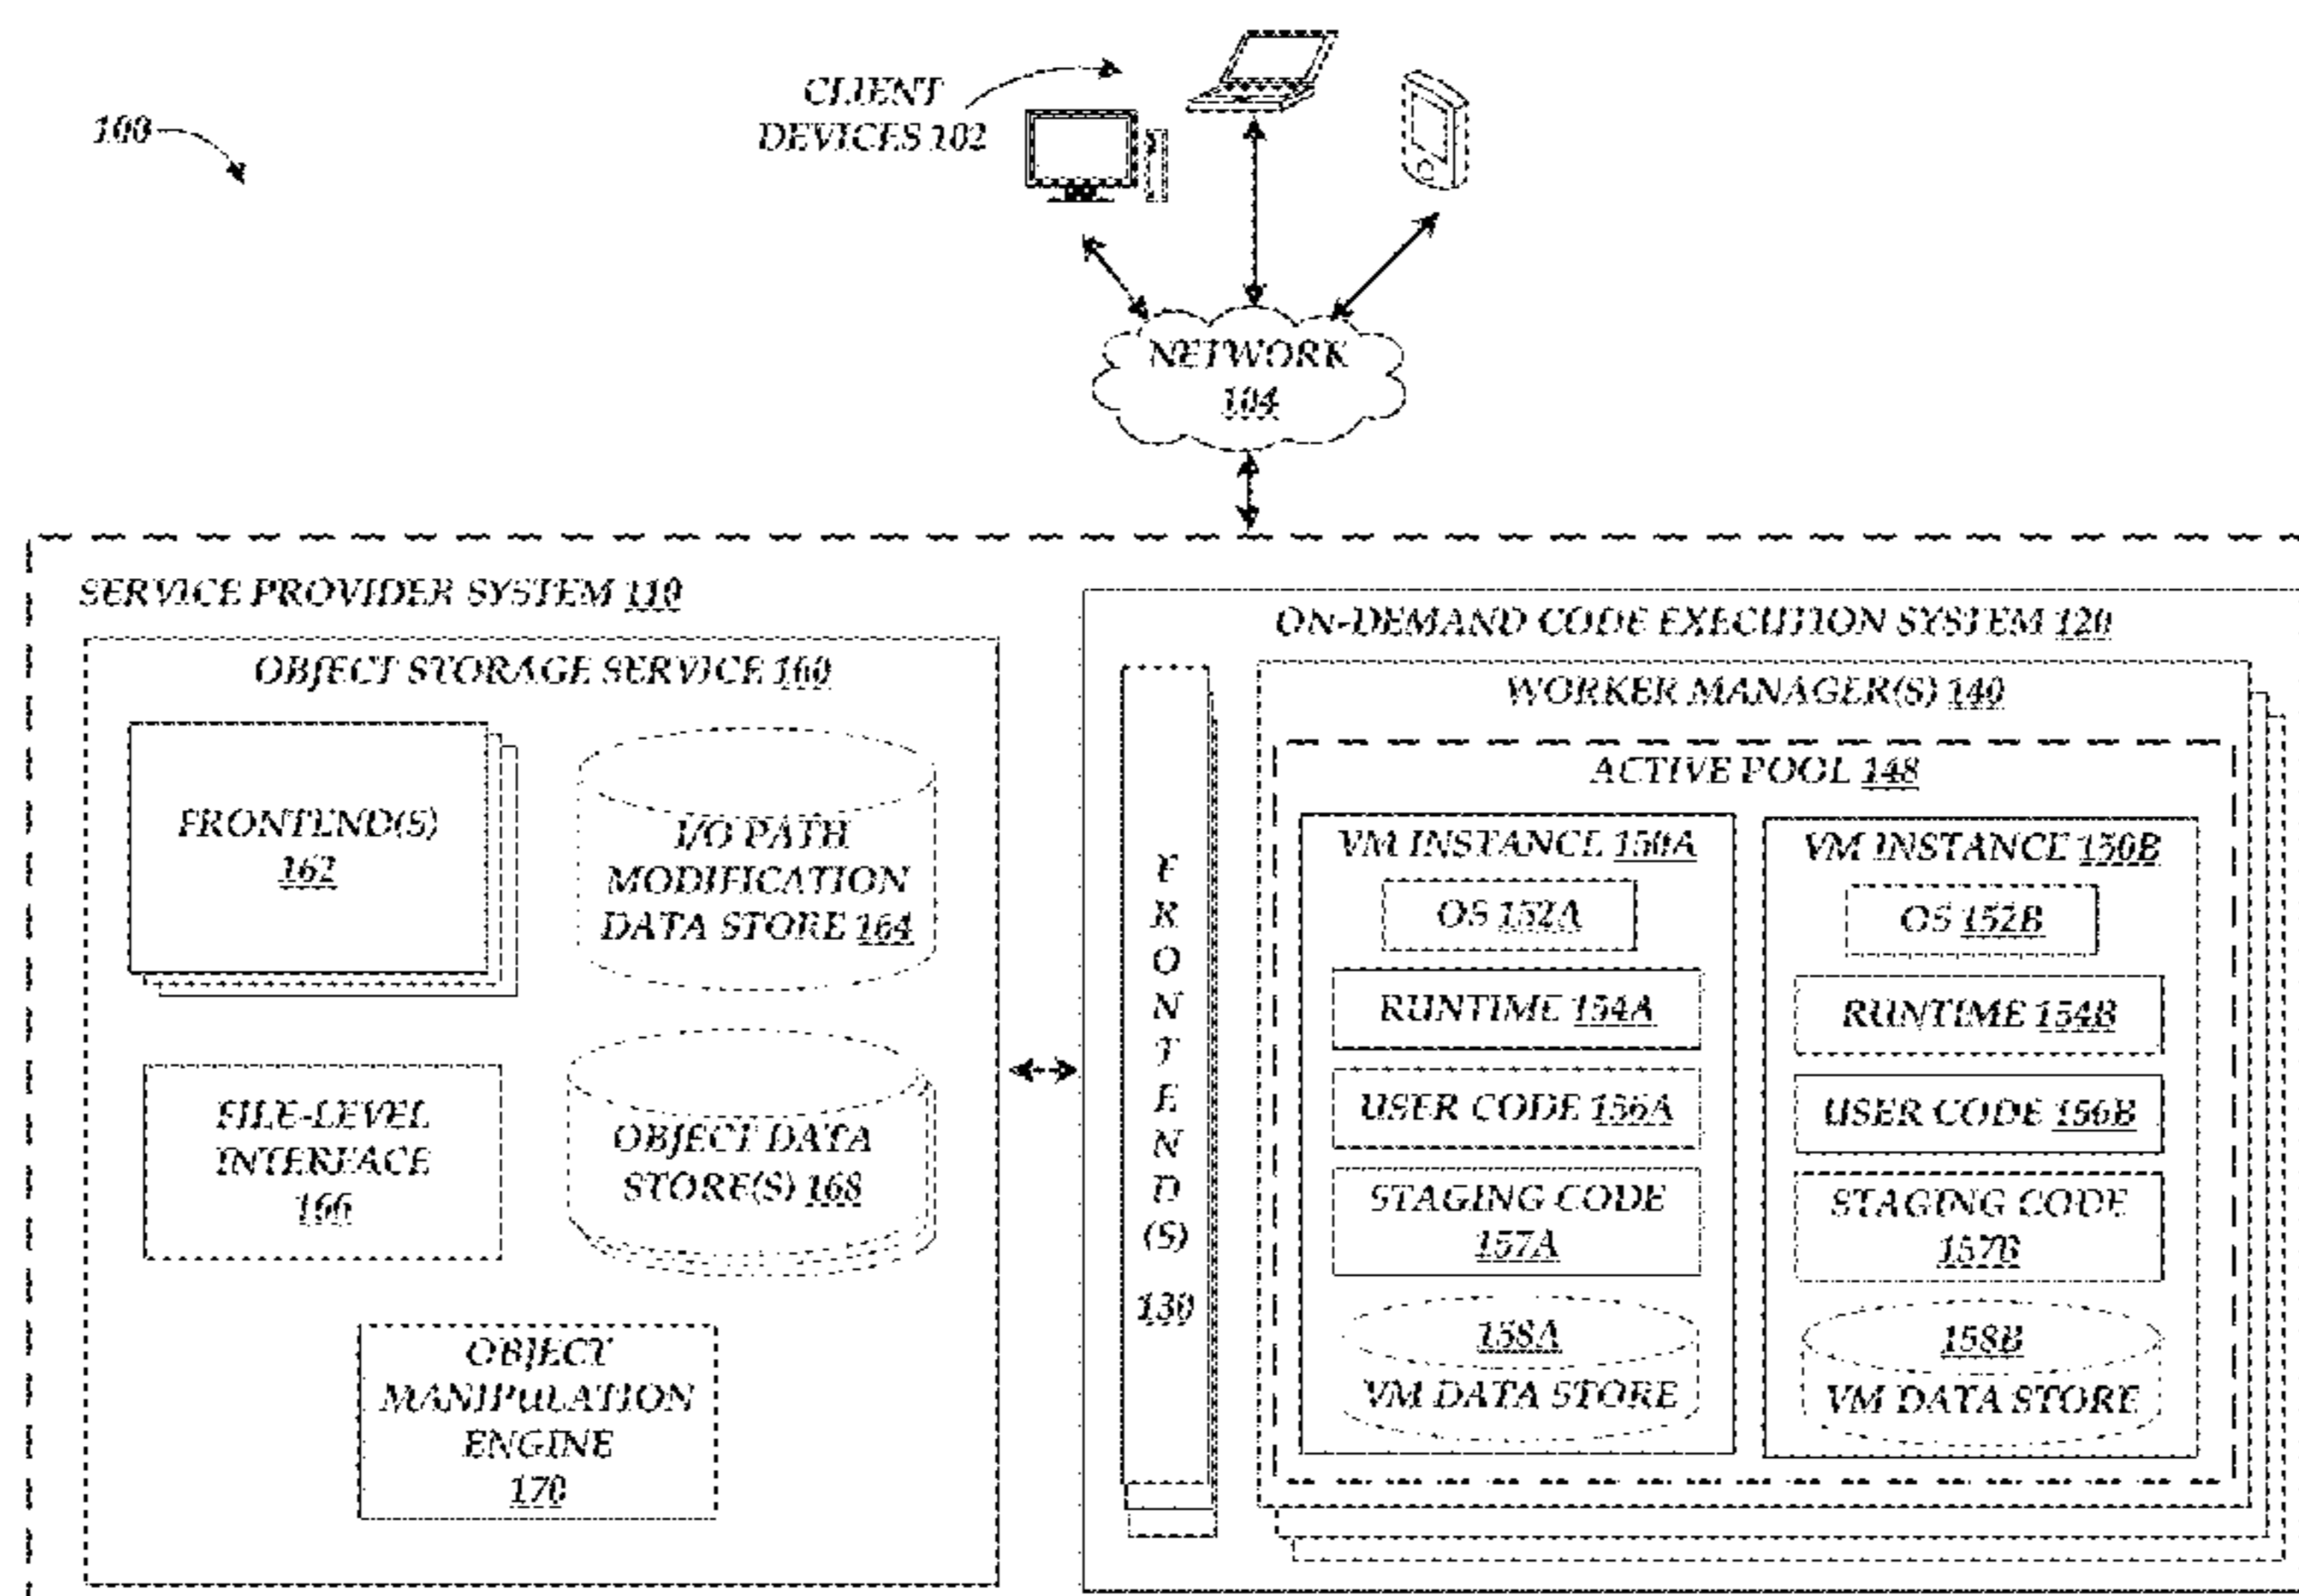 100
CLIENT
DEVICES 102
NETWORK
104
SERVICE PROVIDER SYSTEM 110
OBJECT STORAGE SERVICE 160
FRONTEND(S)
162
I/O PATH
MODIFICATION
DATA STORE 164
FILE-LEVEL
INTERFACE
166
OBJECT DATA
STORE(S) 168
OBJECT
MANIPULATION
ENGINE
170
ON-DEMAND CODE EXECUTION SYSTEM 120
F
R
O
N
T
E
N
D
(S)
130
WORKER MANAGER(S) 140
ACTIVE POOL 148
VM INSTANCE 150A
OS 152A
RUNTIME 154A
USER CODE 156A
STAGING CODE
157A
158A
VM DATA STORE
VM INSTANCE 150B
OS 152B
RUNTIME 154B
USER CODE 156B
STAGING CODE
157B
158B
VM DATA STORE